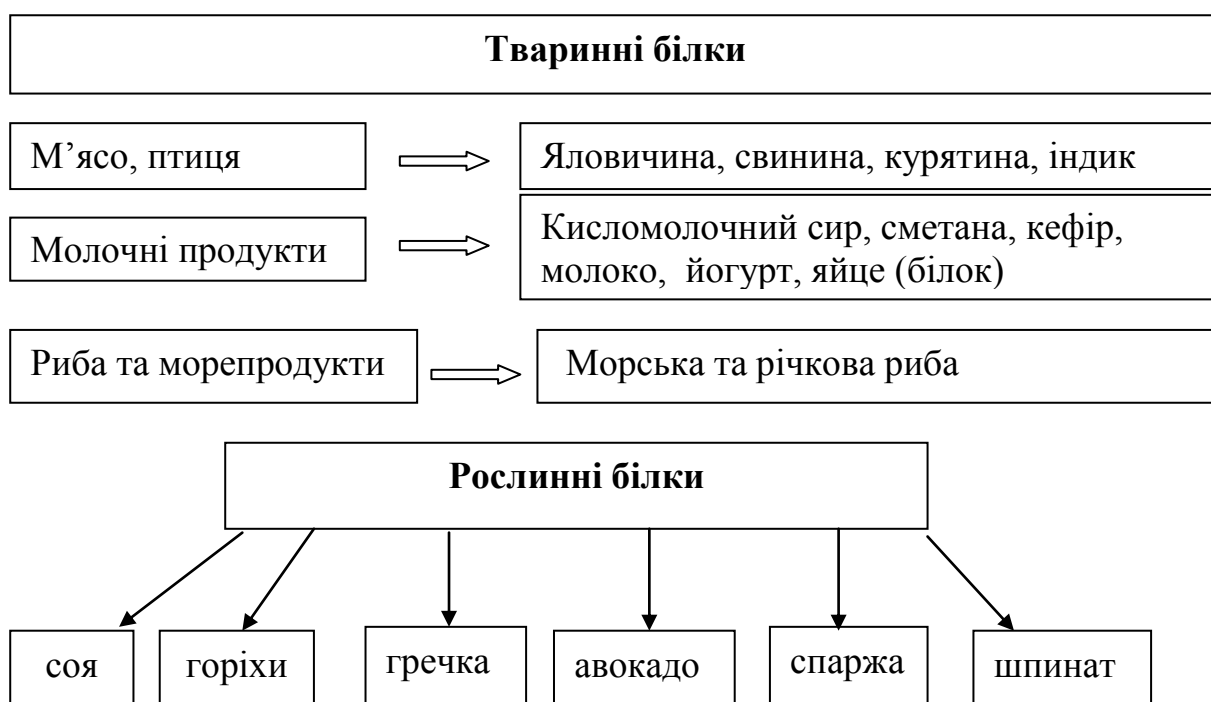 Тваринні білки
М’ясо, птиця
Яловичина, свинина, курятина, індик
Молочні продукти
Кисломолочний сир, сметана, кефір,
молоко, йогурт, яйце (білок)
Риба та морепродукти
Морська та річкова риба
Рослинні білки
соя
горіхи
гречка
авокадо
спаржа
шпинат